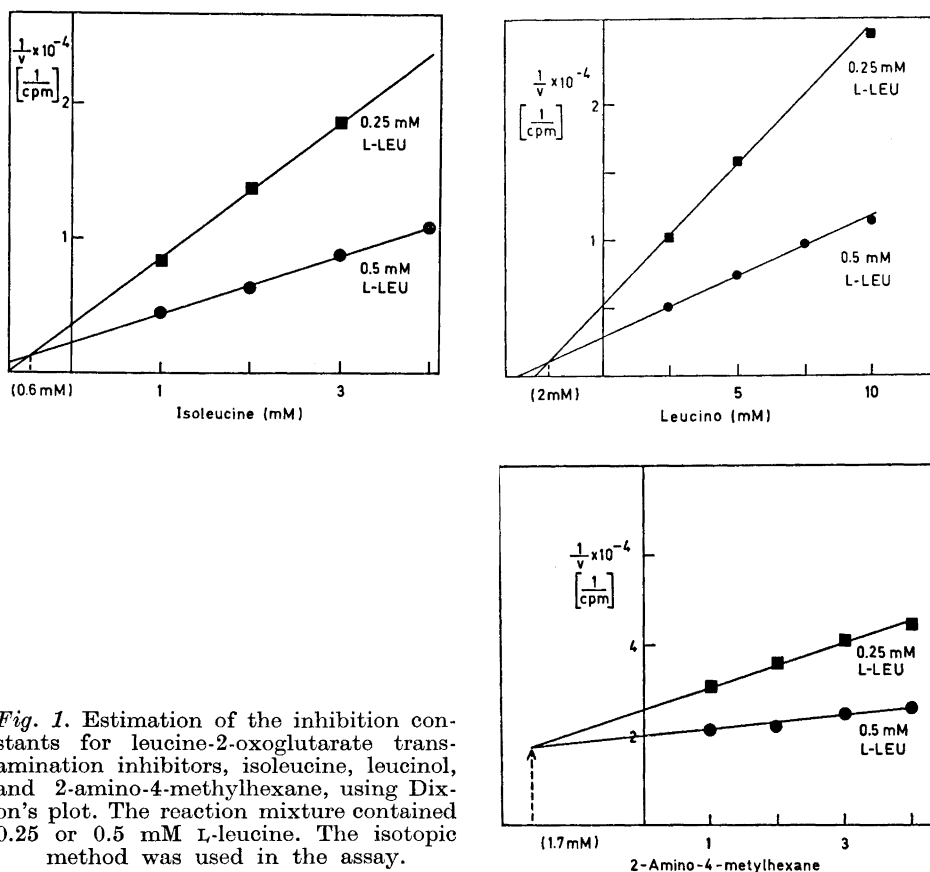 1/v ×10⁻⁴
[1/cpm]
2
1
0.25 mM
L-LEU
0.5 mM
L-LEU
(0.6mM)
1
3
Isoleucine (mM)
1/v ×10⁻⁴
[1/cpm]
2
1
0.25 mM
L-LEU
0.5 mM
L-LEU
(2mM)
5
10
Leucino (mM)
1/v ×10⁻⁴
[1/cpm]
4
2
0.25 mM
L-LEU
0.5 mM
L-LEU
(1.7mM)
1
3
2-Amino-4-metylhexane
Fig. 1. Estimation of the inhibition con-
stants for leucine-2-oxoglutarate trans-
amination inhibitors, isoleucine, leucinol,
and 2-amino-4-methylhexane, using Dix-
on's plot. The reaction mixture contained
0.25 or 0.5 mM L-leucine. The isotopic
method was used in the assay.